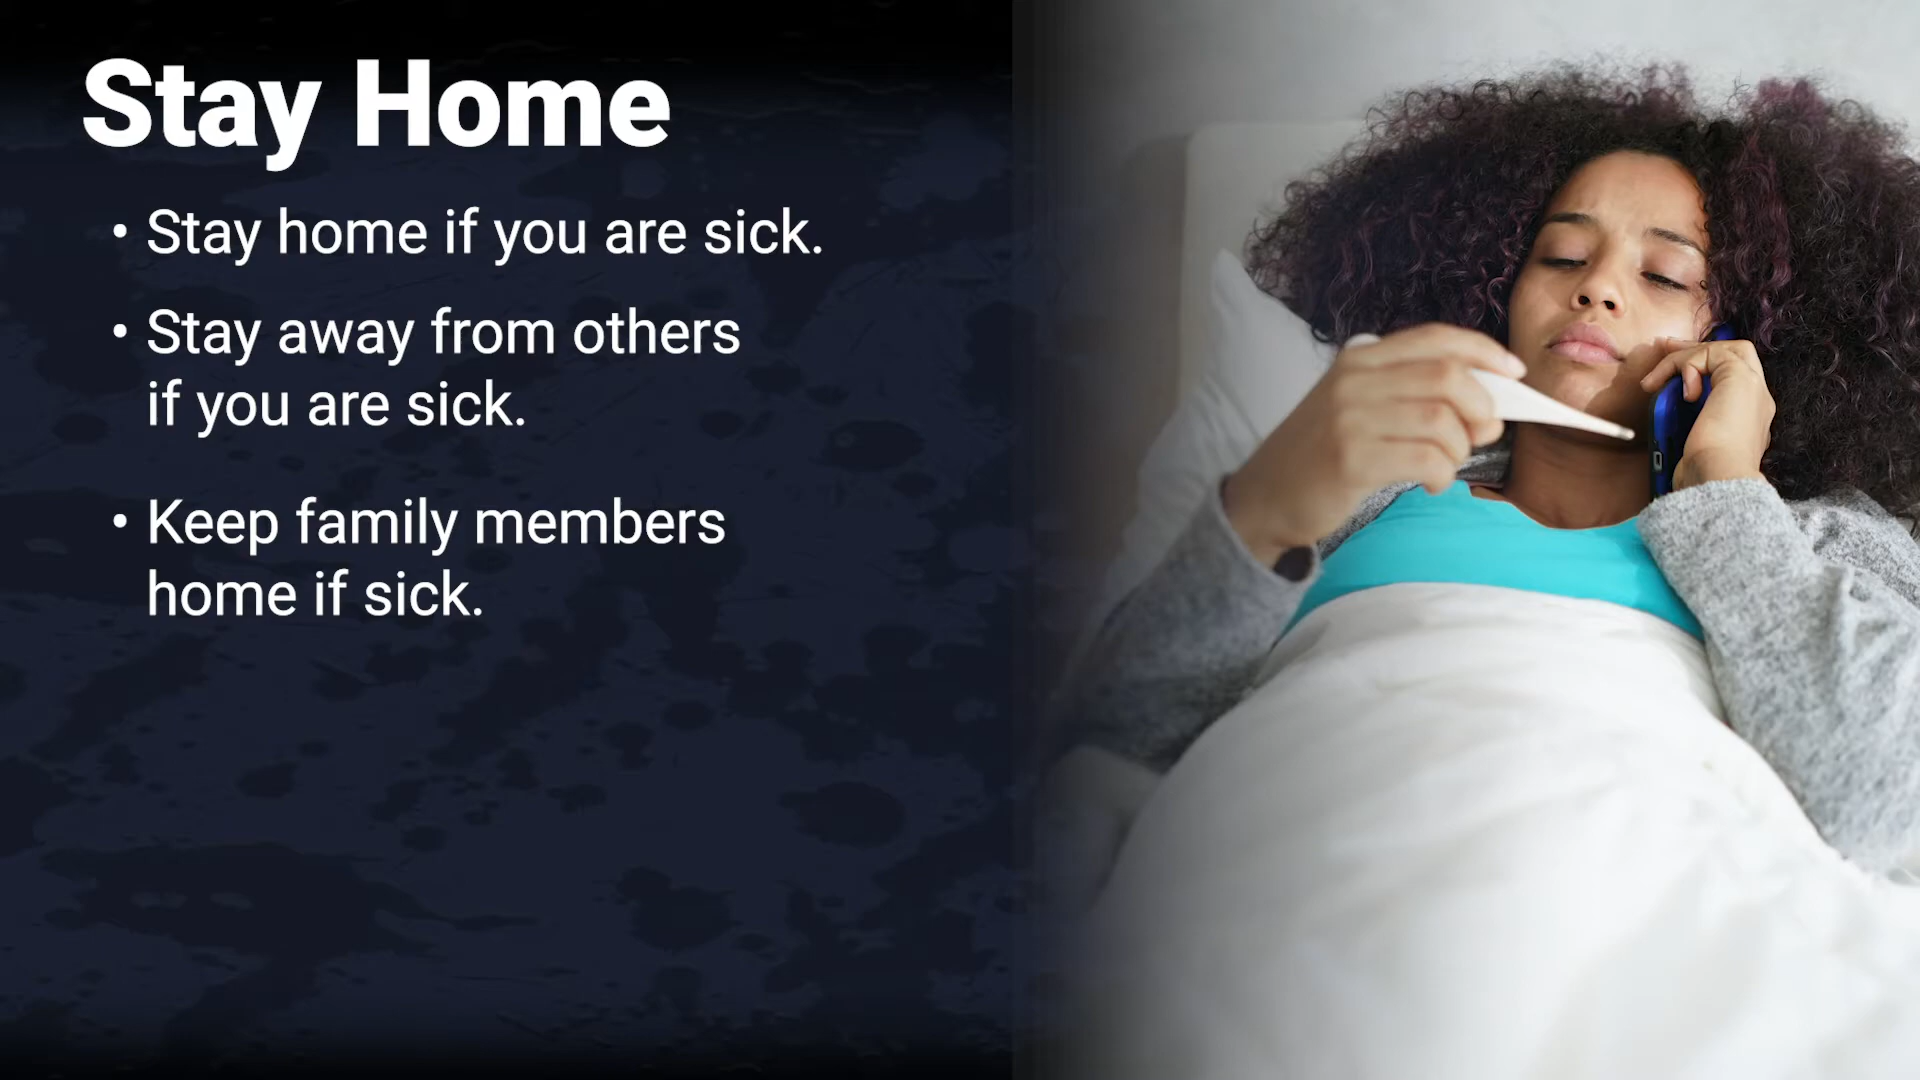 Stay Home
• Stay home if you are sick.
• Stay away from others
if you are sick.
• Keep family members
home if sick.